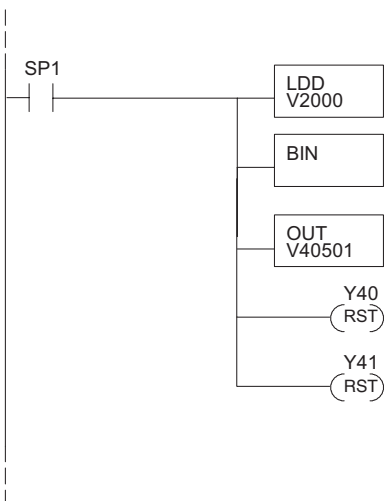 SP1
LDD
V2000
BIN
OUT
V40501
Y40
RST
Y41
RST